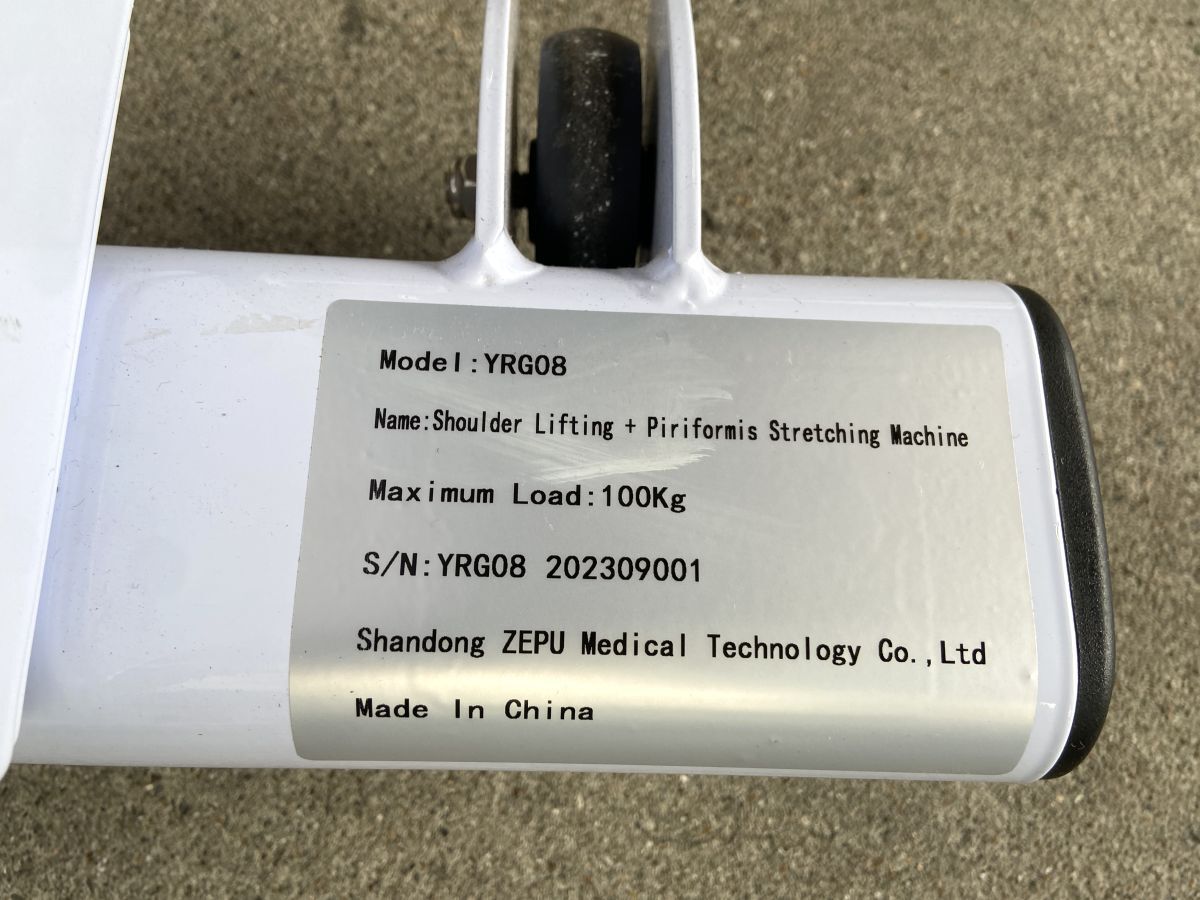 Model:YRG08
Name:Shoulder Lifting + Piriformis Stretching Machine
Maximum Load:100Kg
S/N:YRG08 202309001
Shandong ZEPU Medical Technology Co.,Ltd
Made In China